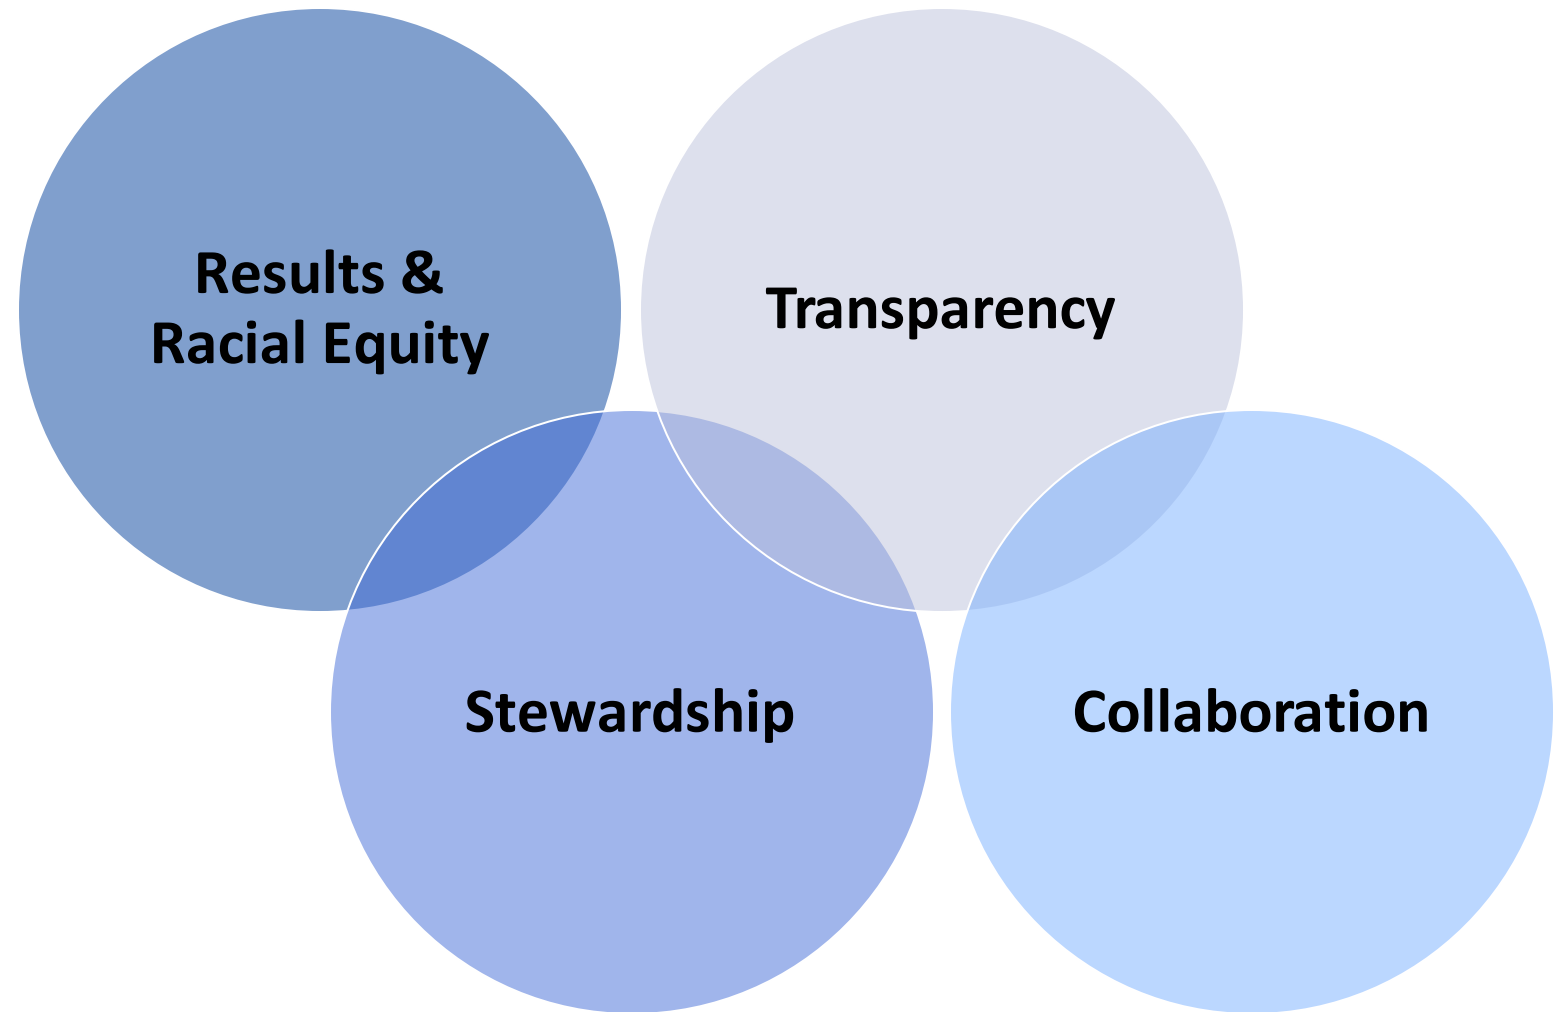 Results &
Racial Equity
Transparency
Stewardship
Collaboration